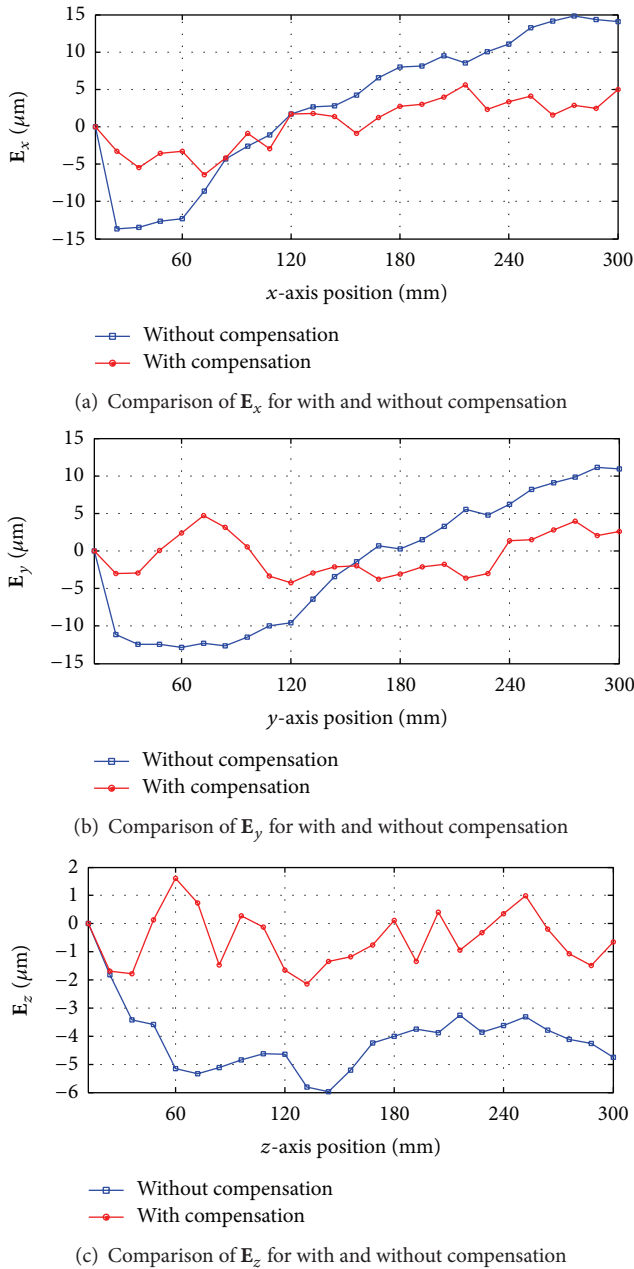 15
10
5
0
−5
−10
−15
E_x (μm)
60 120 180 240 300
x-axis position (mm)
Without compensation
With compensation
(a) Comparison of E_x for with and without compensation
15
10
5
0
−5
−10
−15
E_y (μm)
60 120 180 240 300
y-axis position (mm)
Without compensation
With compensation
(b) Comparison of E_y for with and without compensation
2
1
0
−1
−2
−3
−4
−5
−6
E_z (μm)
60 120 180 240 300
z-axis position (mm)
Without compensation
With compensation
(c) Comparison of E_z for with and without compensation